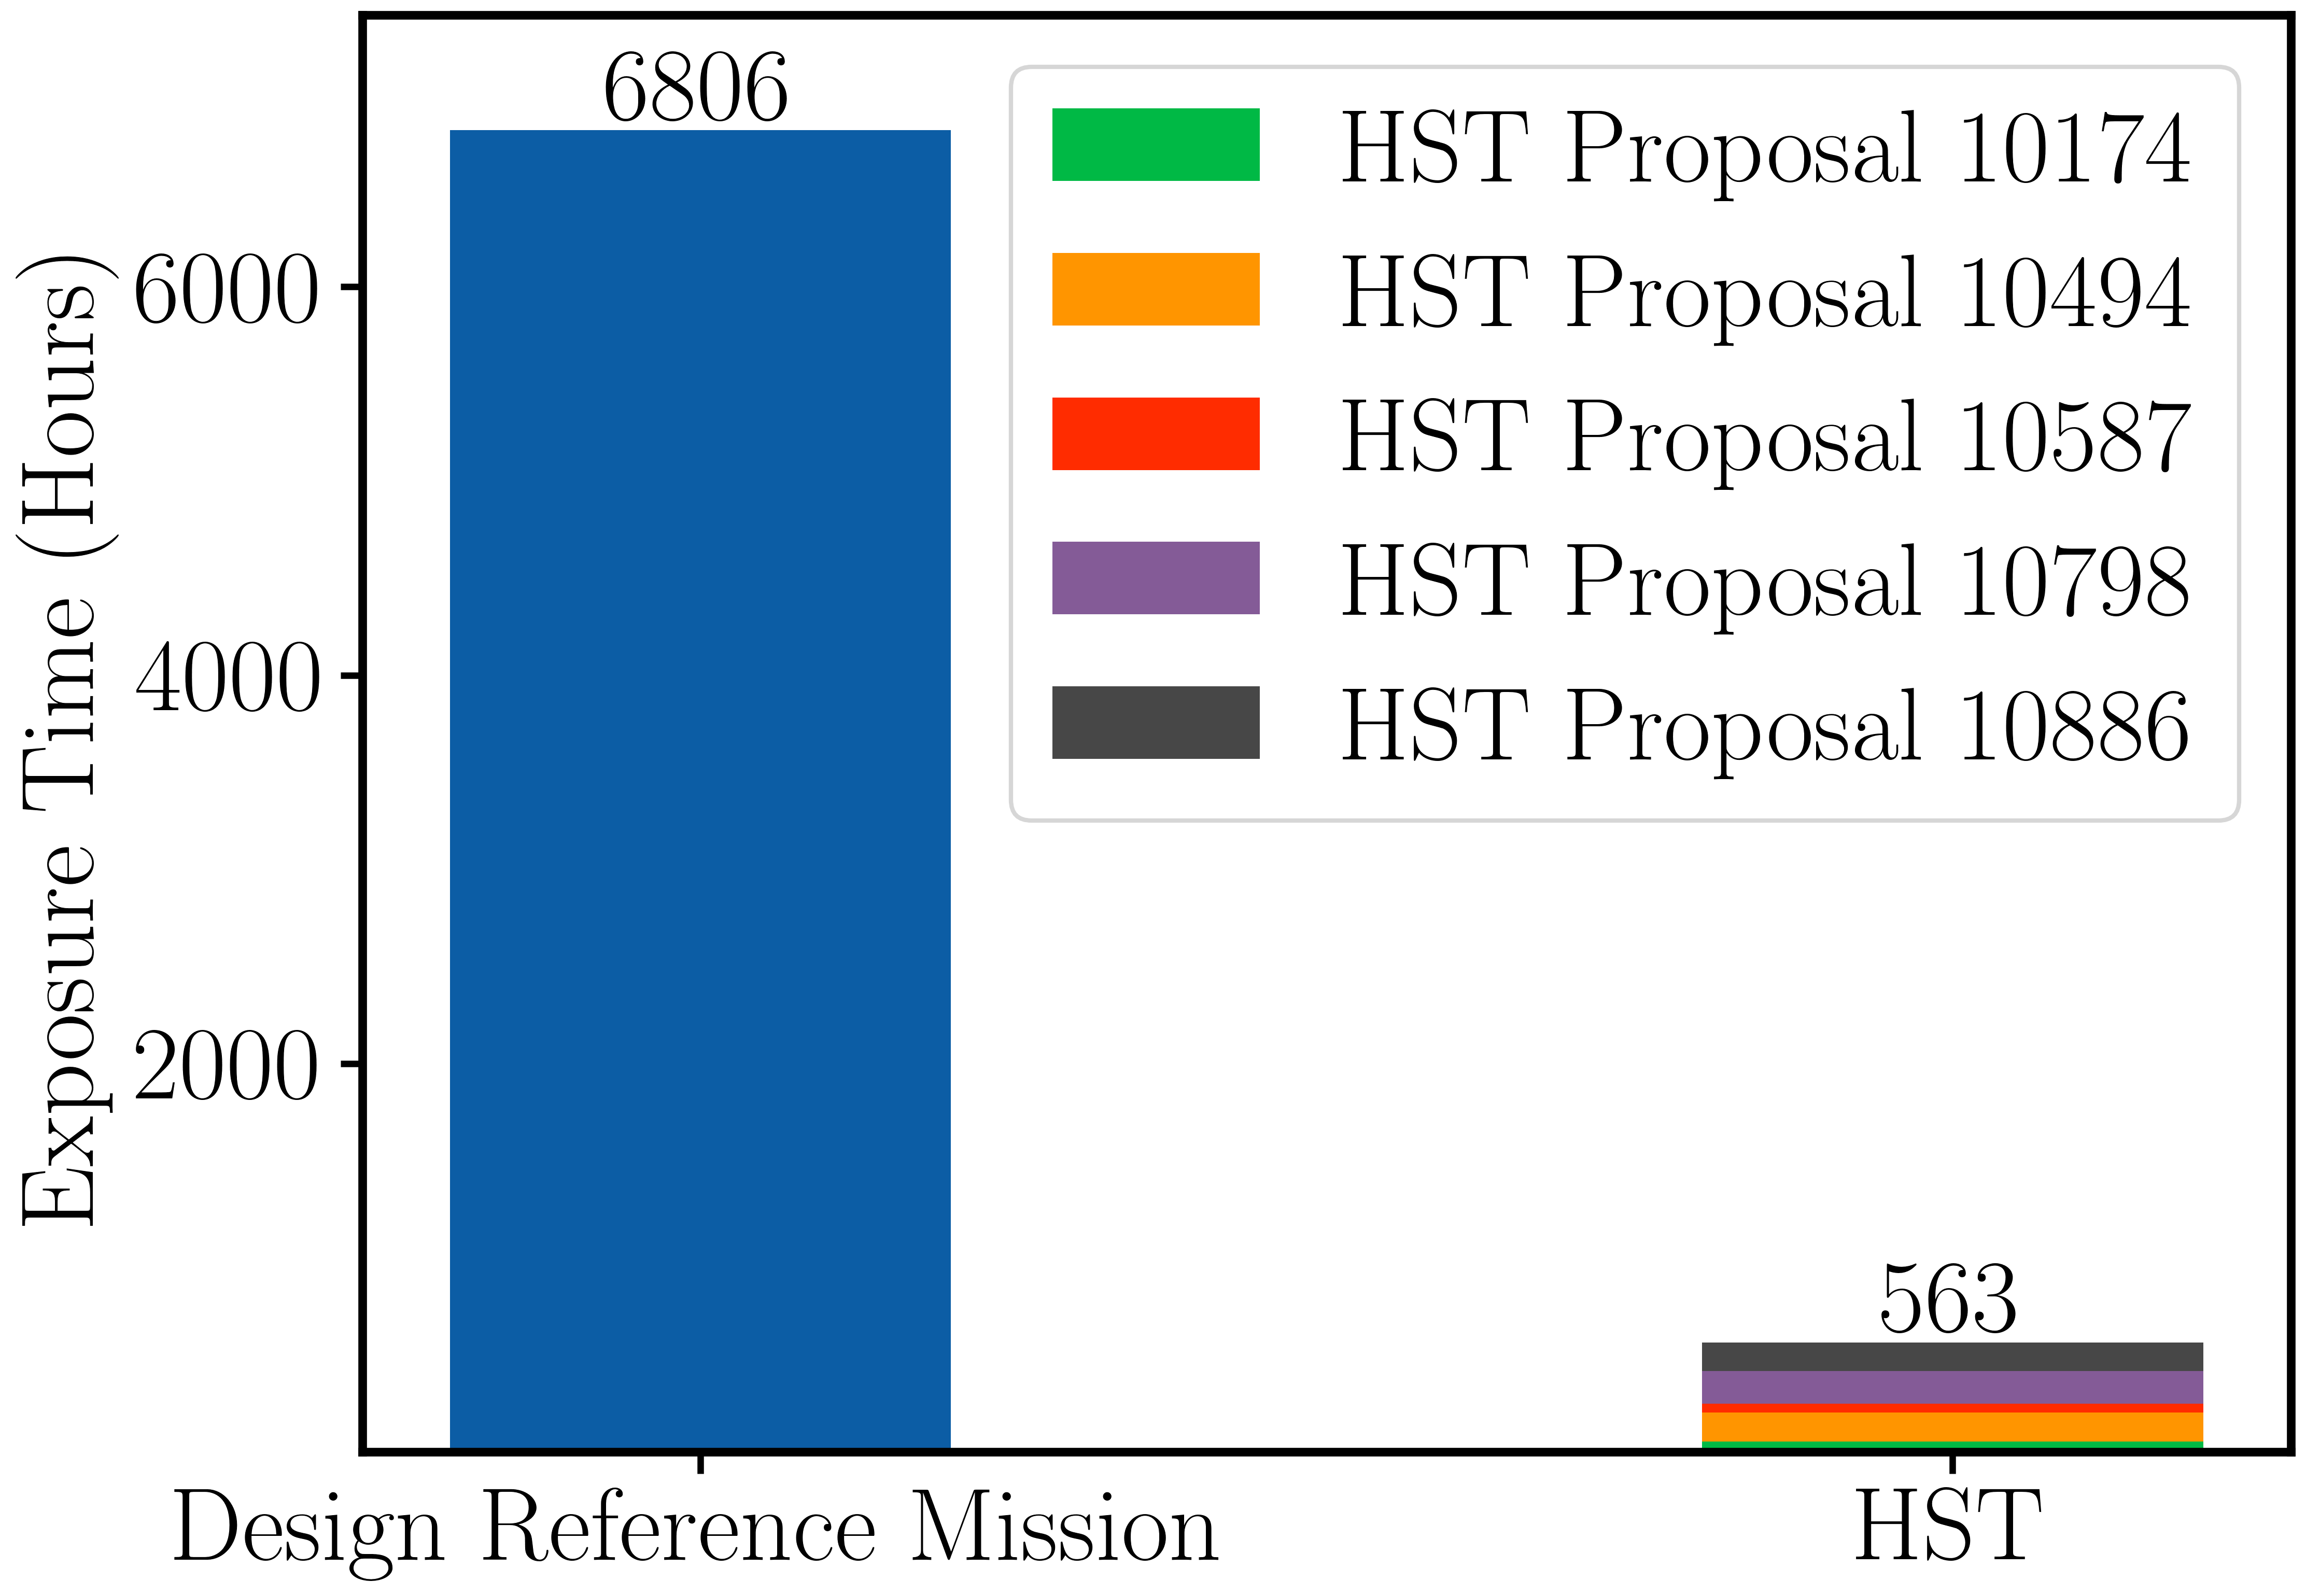 6806
HST Proposal 10174
HST Proposal 10494
HST Proposal 10587
HST Proposal 10798
HST Proposal 10886
Exposure Time (Hours)
6000
4000
2000
563
Design Reference Mission
HST